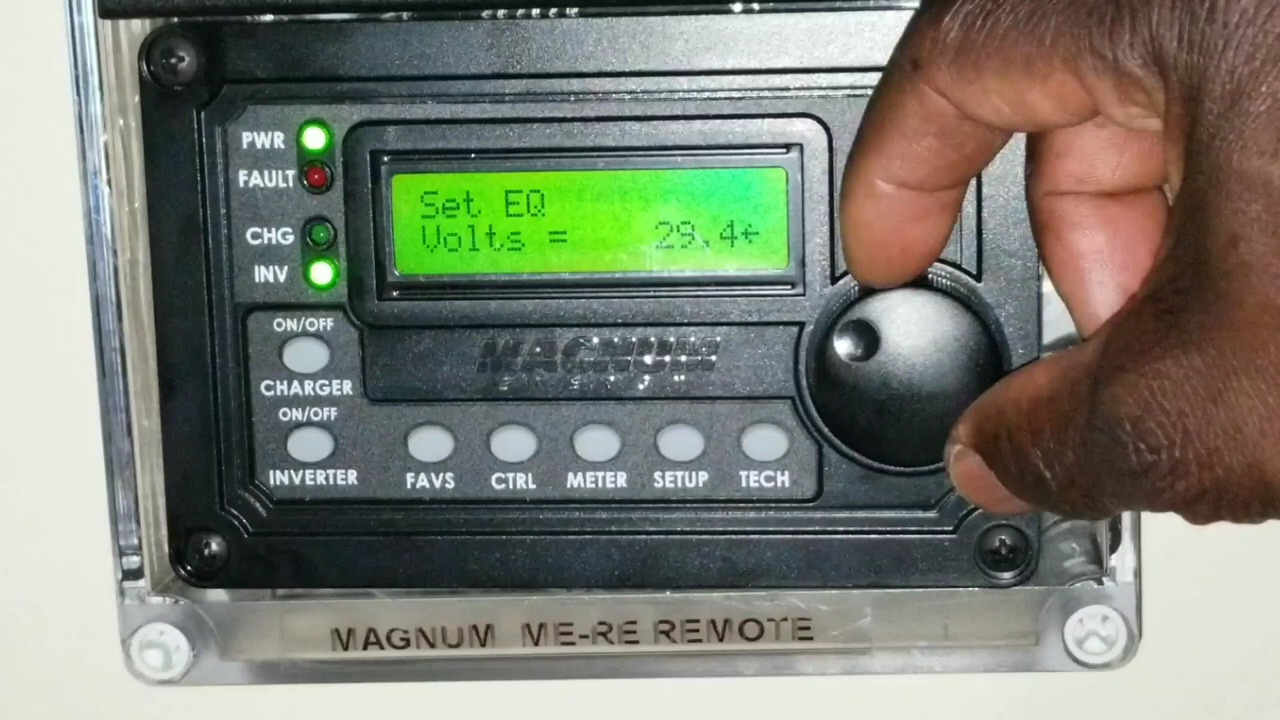 PWR
FAULT
CHG
INV
Set EQ
Volts = 29.4←
ON/OFF
CHARGER
ON/OFF
INVERTER
MAGNUM
FAVS
CTRL
METER
SETUP
TECH
MAGNUM ME-RE REMOTE